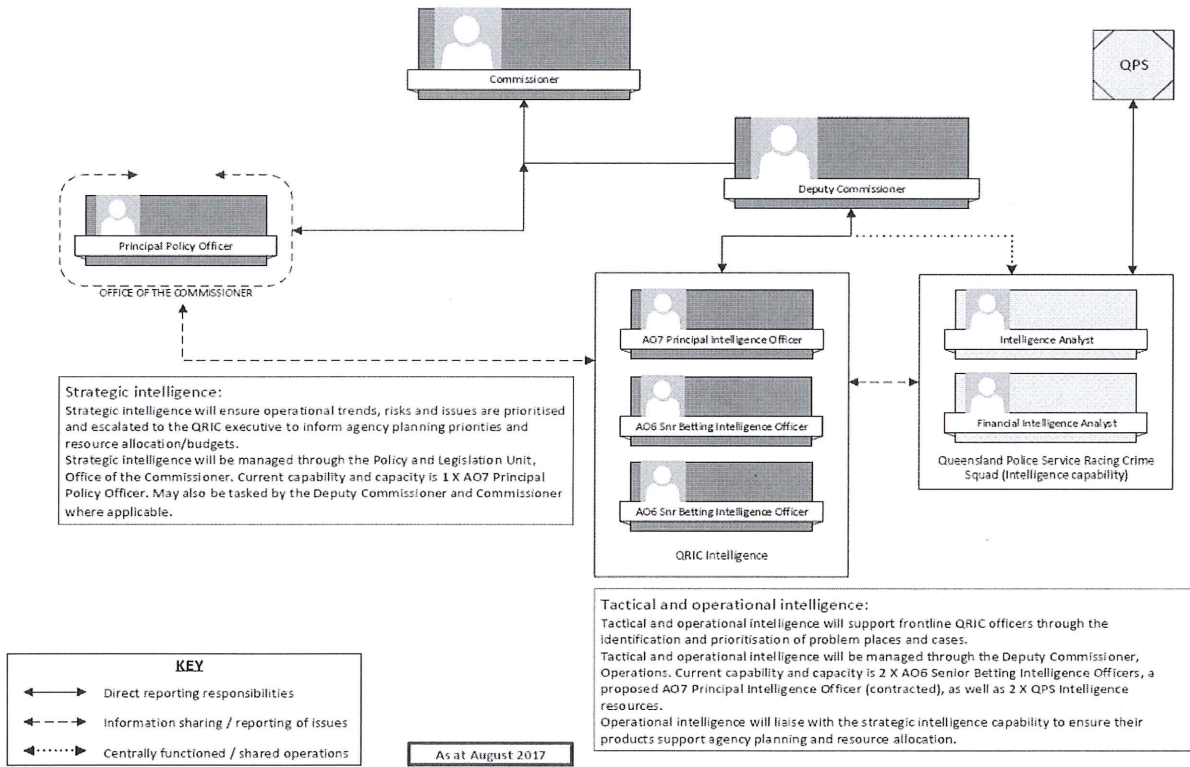 Commissioner
QPS
Deputy Commissioner
Principal Policy Officer
OFFICE OF THE COMMISSIONER
AO7 Principal Intelligence Officer
AO6 Snr Betting Intelligence Officer
AO6 Snr Betting Intelligence Officer
QRIC Intelligence
Intelligence Analyst
Financial Intelligence Analyst
Queensland Police Service Racing Crime
Squad (Intelligence capability)
Strategic intelligence:
Strategic intelligence will ensure operational trends, risks and issues are prioritised
and escalated to the QRIC executive to inform agency planning priorities and
resource allocation/budgets.
Strategic intelligence will be managed through the Policy and Legislation Unit,
Office of the Commissioner. Current capability and capacity is 1 X AO7 Principal
Policy Officer. May also be tasked by the Deputy Commissioner and Commissioner
where applicable.
Tactical and operational intelligence:
Tactical and operational intelligence will support frontline QRIC officers through the
identification and prioritisation of problem places and cases.
Tactical and operational intelligence will be managed through the Deputy Commissioner,
Operations. Current capability and capacity is 2 X AO6 Senior Betting Intelligence Officers, a
proposed AO7 Principal Intelligence Officer (contracted), as well as 2 X QPS Intelligence
resources.
Operational intelligence will liaise with the strategic intelligence capability to ensure their
products support agency planning and resource allocation.
KEY
Direct reporting responsibilities
Information sharing / reporting of issues
Centrally functioned / shared operations
As at August 2017